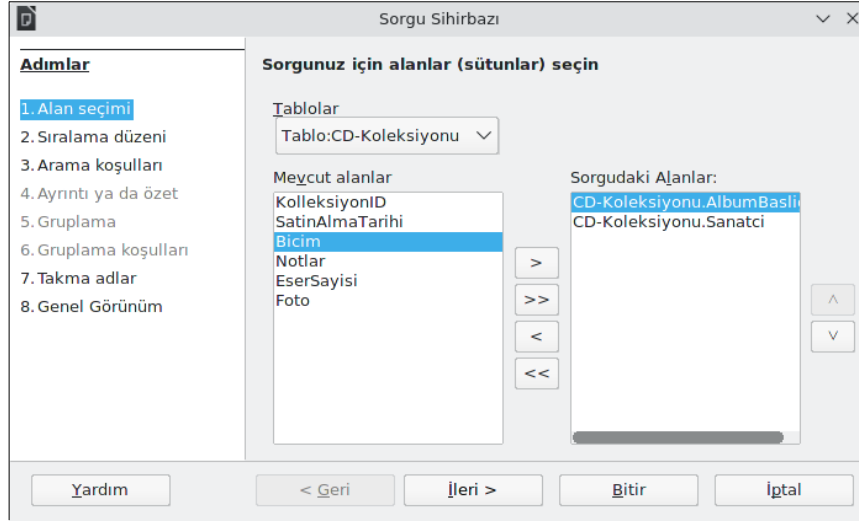 Sorgu Sihirbazı
Adımlar
1. Alan seçimi
2. Sıralama düzeni
3. Arama koşulları
4. Ayrıntı ya da özet
5. Gruplama
6. Gruplama koşulları
7. Takma adlar
8. Genel Görünüm
Sorgunuz için alanlar (sütunlar) seçin
Tablolar
Tablo:CD-Koleksiyonu
Mevcut alanlar
KolleksiyonID
SatinAlmaTarihi
Bicim
Notlar
EserSayisi
Foto
>
>>
<
<<
Sorgudaki Alanlar:
CD-Koleksiyonu.AlbumBaslig
CD-Koleksiyonu.Sanatci
Yardım
< Geri
İleri >
Bitir
İptal